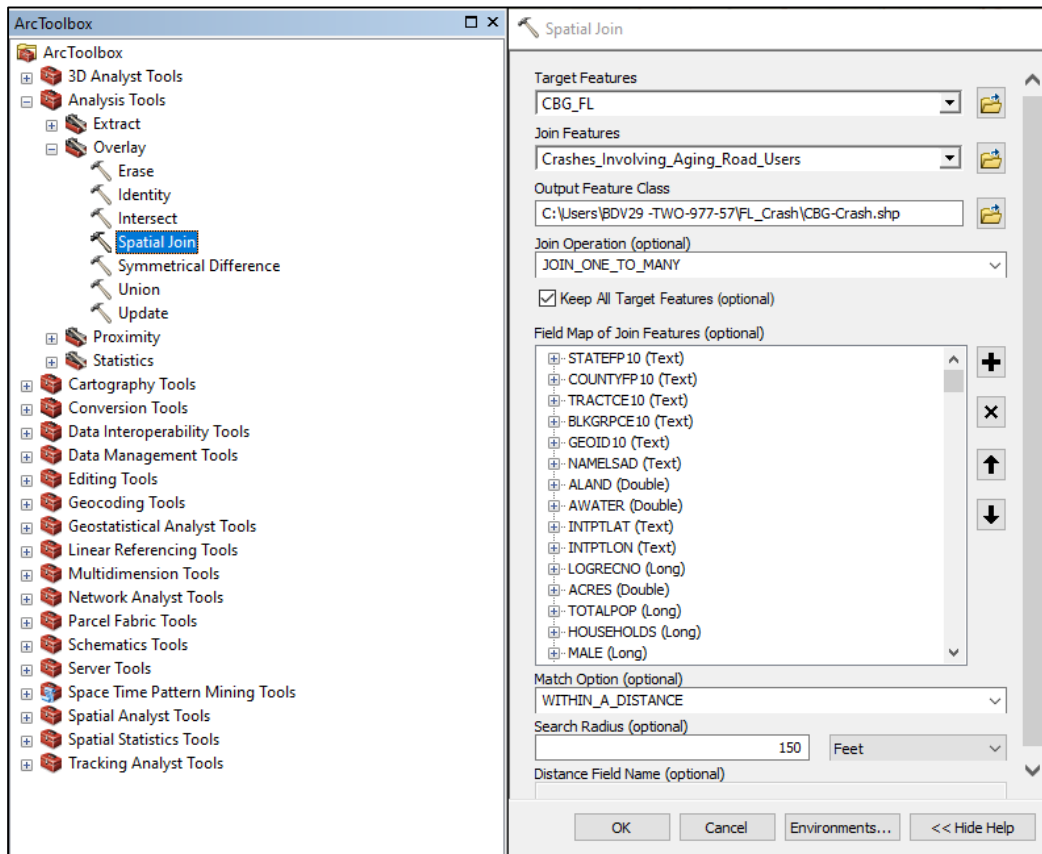 ArcToolbox
ArcToolbox
3D Analyst Tools
Analysis Tools
Extract
Overlay
Erase
Identity
Intersect
Spatial Join
Symmetrical Difference
Union
Update
Proximity
Statistics
Cartography Tools
Conversion Tools
Data Interoperability Tools
Data Management Tools
Editing Tools
Geocoding Tools
Geostatistical Analyst Tools
Linear Referencing Tools
Multidimension Tools
Network Analyst Tools
Parcel Fabric Tools
Schematics Tools
Server Tools
Space Time Pattern Mining Tools
Spatial Analyst Tools
Spatial Statistics Tools
Tracking Analyst Tools
Spatial Join
Target Features
CBG_FL
Join Features
Crashes_Involving_Aging_Road_Users
Output Feature Class
C:\Users\BDV29 -TWO-977-57\FL_Crash\CBG-Crash.shp
Join Operation (optional)
JOIN_ONE_TO_MANY
Keep All Target Features (optional)
Field Map of Join Features (optional)
STATEFP10 (Text)
COUNTYFP10 (Text)
TRACTCE10 (Text)
BLKGRPCE10 (Text)
GEOID10 (Text)
NAMELSAD (Text)
ALAND (Double)
AWATER (Double)
INTPTLAT (Text)
INTPTLON (Text)
LOGRECNO (Long)
ACRES (Double)
TOTALPOP (Long)
HOUSEHOLDS (Long)
MALE (Long)
Match Option (optional)
WITHIN_A_DISTANCE
Search Radius (optional)
150 Feet
Distance Field Name (optional)
OK Cancel Environments... << Hide Help